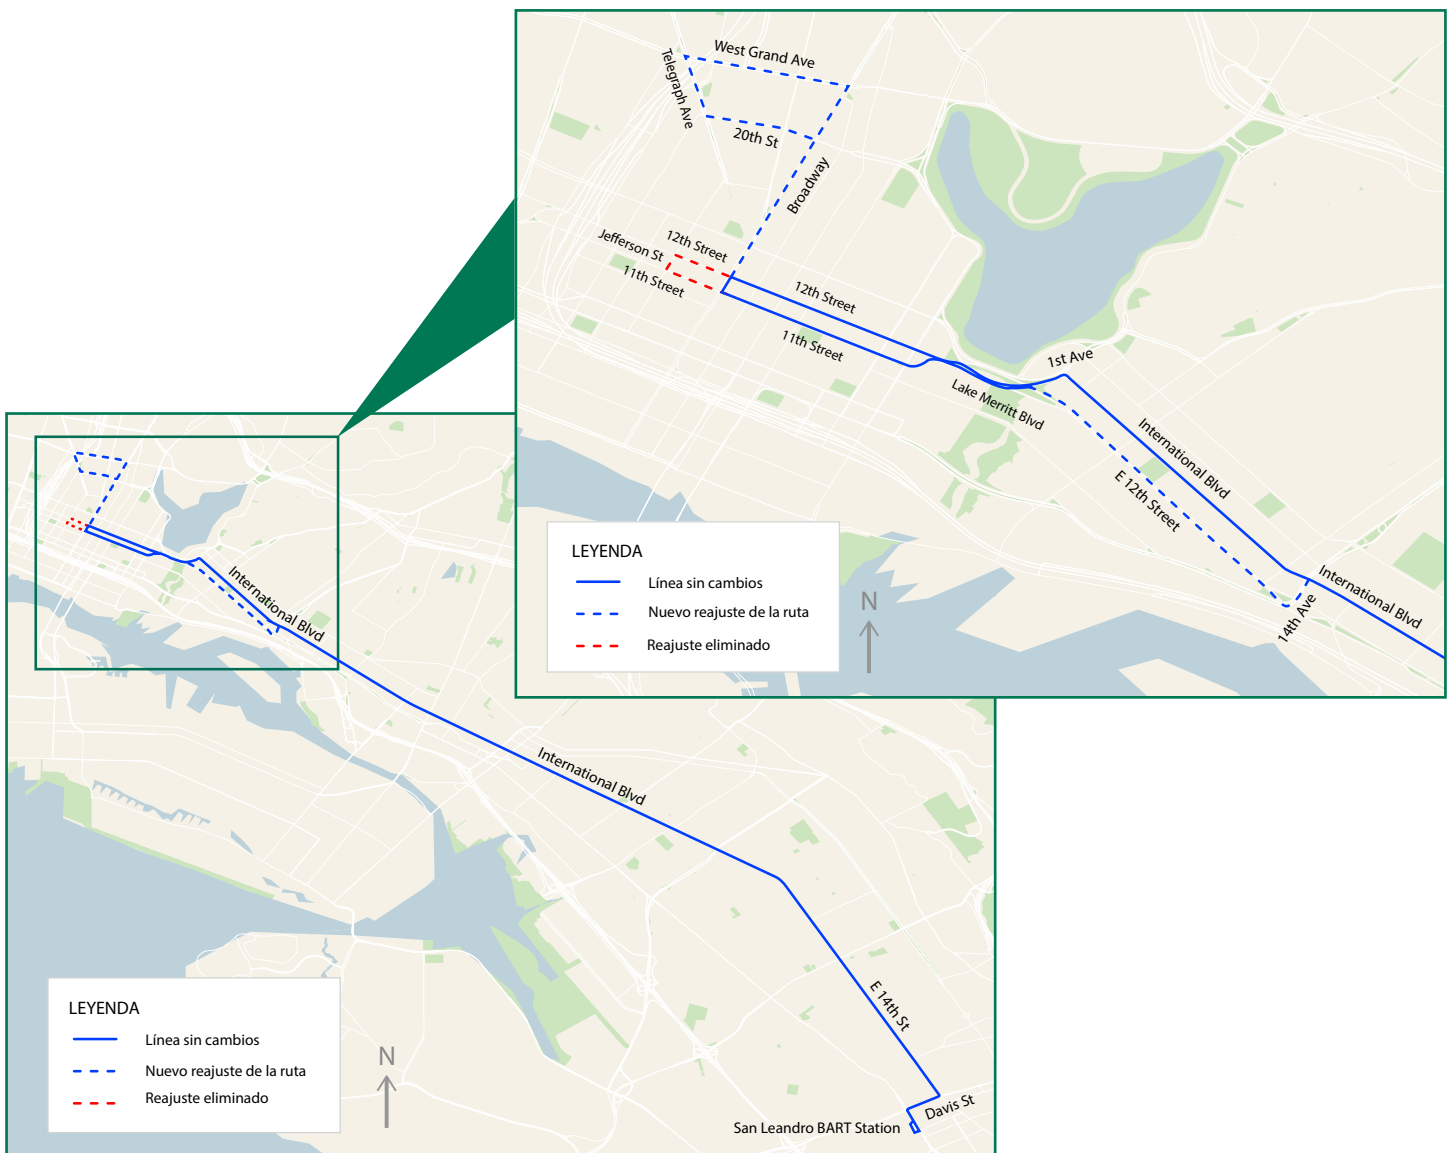 West Grand Ave
Telegraph Ave
20th St
Broadway
12th Street
Jefferson St
11th Street
12th Street
11th Street
1st Ave
Lake Merritt Blvd
International Blvd
E 12th Street
International Blvd
14th Ave
LEYENDA
Línea sin cambios
Nuevo reajuste de la ruta
Reajuste eliminado
N
International Blvd
International Blvd
E 14th St
Davis St
San Leandro BART Station
LEYENDA
Línea sin cambios
Nuevo reajuste de la ruta
Reajuste eliminado
N